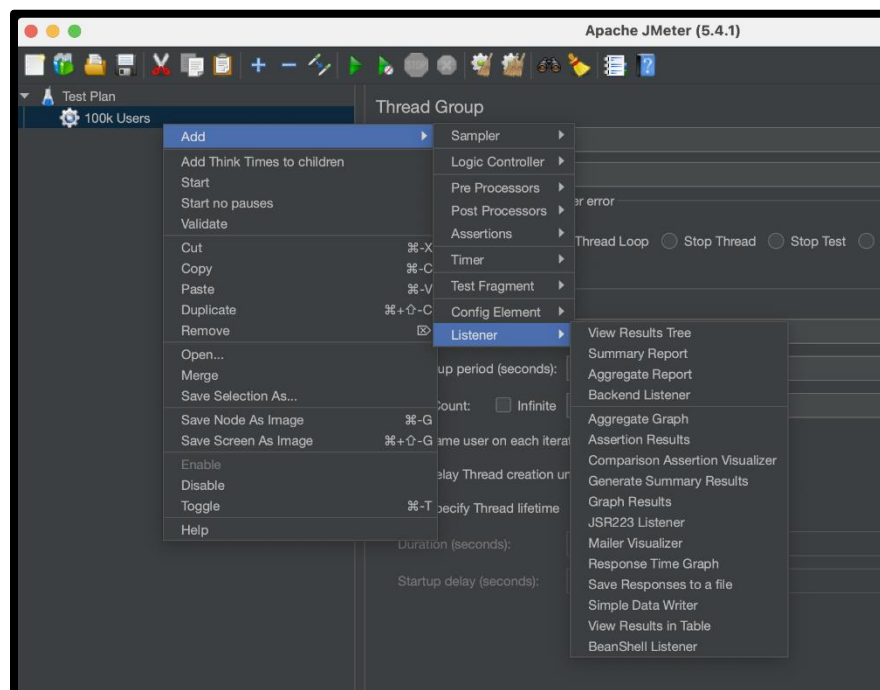 Apache JMeter (5.4.1)
STOP
Test Plan
100k Users
Thread Group
Add
Add Think Times to children
Start
Start no pauses
Validate
Cut ⌘-X
Copy ⌘-C
Paste ⌘-V
Duplicate ⌘+⇧-C
Remove ⌦
Open...
Merge
Save Selection As...
Save Node As Image ⌘-G
Save Screen As Image ⌘+⇧-G
Enable
Disable
Toggle ⌘-T
Help
Sampler
Logic Controller
Pre Processors
Post Processors
Assertions
Timer
Test Fragment
Config Element
Listener
View Results Tree
Summary Report
Aggregate Report
Backend Listener
Aggregate Graph
Assertion Results
Comparison Assertion Visualizer
Generate Summary Results
Graph Results
JSR223 Listener
Mailer Visualizer
Response Time Graph
Save Responses to a file
Simple Data Writer
View Results in Table
BeanShell Listener
er error
Thread Loop Stop Thread Stop Test
up period (seconds):
Count: Infinite
ame user on each iterat
elay Thread creation un
pecify Thread lifetime
Duration (seconds):
Startup delay (seconds):